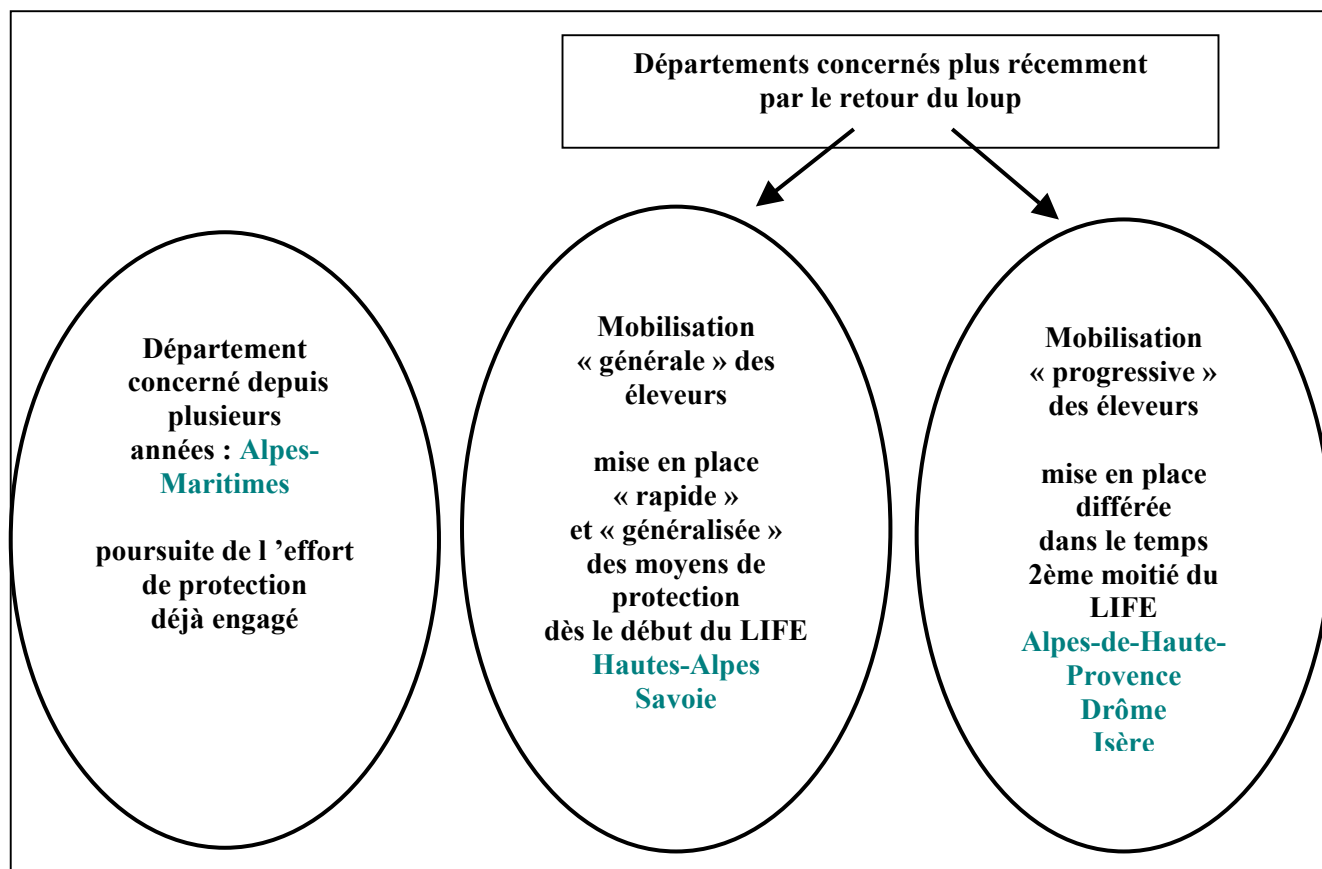 Départements concernés plus récemment
par le retour du loup
Département
concerné depuis
plusieurs
années : Alpes-
Maritimes
poursuite de l ’effort
de protection
déjà engagé
Mobilisation
« générale » des
éleveurs
mise en place
« rapide »
et « généralisée »
des moyens de
protection
dès le début du LIFE
Hautes-Alpes
Savoie
Mobilisation
« progressive »
des éleveurs
mise en place
différée
dans le temps
2ème moitié du
LIFE
Alpes-de-Haute-
Provence
Drôme
Isère